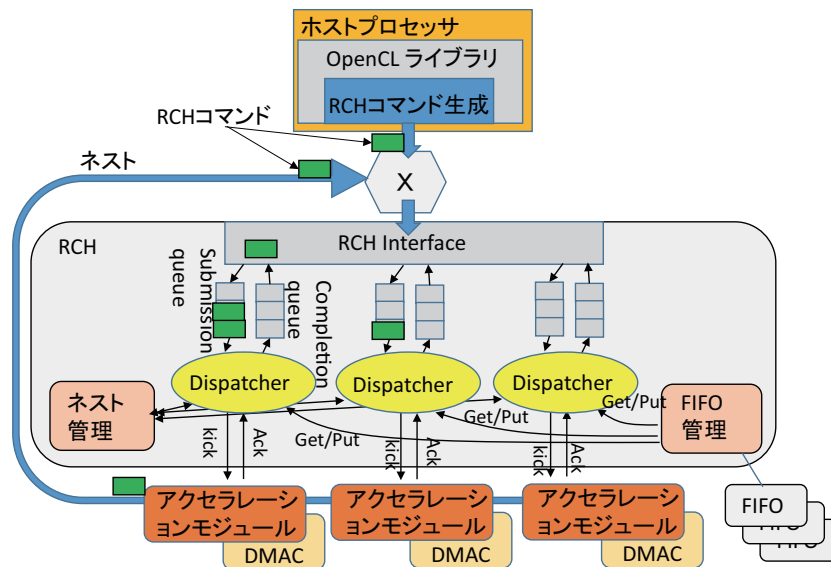 ホストプロセッサ
OpenCL ライブラリ
RCHコマンド生成
RCHコマンド
ネスト
X
RCH
RCH Interface
Submission
queue
Completion
queue
Dispatcher
Dispatcher
Dispatcher
ネスト
管理
FIFO
管理
Get/Put
Get/Put
Get/Put
kick
Ack
kick
Ack
kick
Ack
アクセラレーシ
ョンモジュール
DMAC
アクセラレーシ
ョンモジュール
DMAC
アクセラレーシ
ョンモジュール
DMAC
FIFO
FIFO
FIFO